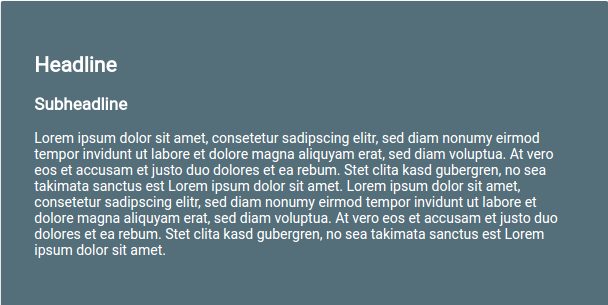 Headline
Subheadline
Lorem ipsum dolor sit amet, consetetur sadipscing elitr, sed diam nonumy eirmod
tempor invidunt ut labore et dolore magna aliquyam erat, sed diam voluptua. At vero
eos et accusam et justo duo dolores et ea rebum. Stet clita kasd gubergren, no sea
takimata sanctus est Lorem ipsum dolor sit amet. Lorem ipsum dolor sit amet,
consetetur sadipscing elitr, sed diam nonumy eirmod tempor invidunt ut labore et
dolore magna aliquyam erat, sed diam voluptua. At vero eos et accusam et justo duo
dolores et ea rebum. Stet clita kasd gubergren, no sea takimata sanctus est Lorem
ipsum dolor sit amet.